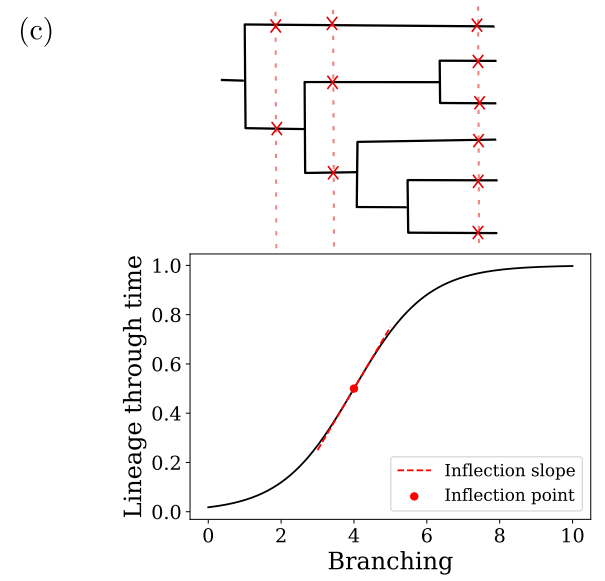 (c)
Lineage through time
1.0
0.8
0.6
0.4
0.2
0.0
Inflection slope
Inflection point
0 2 4 6 8 10
Branching